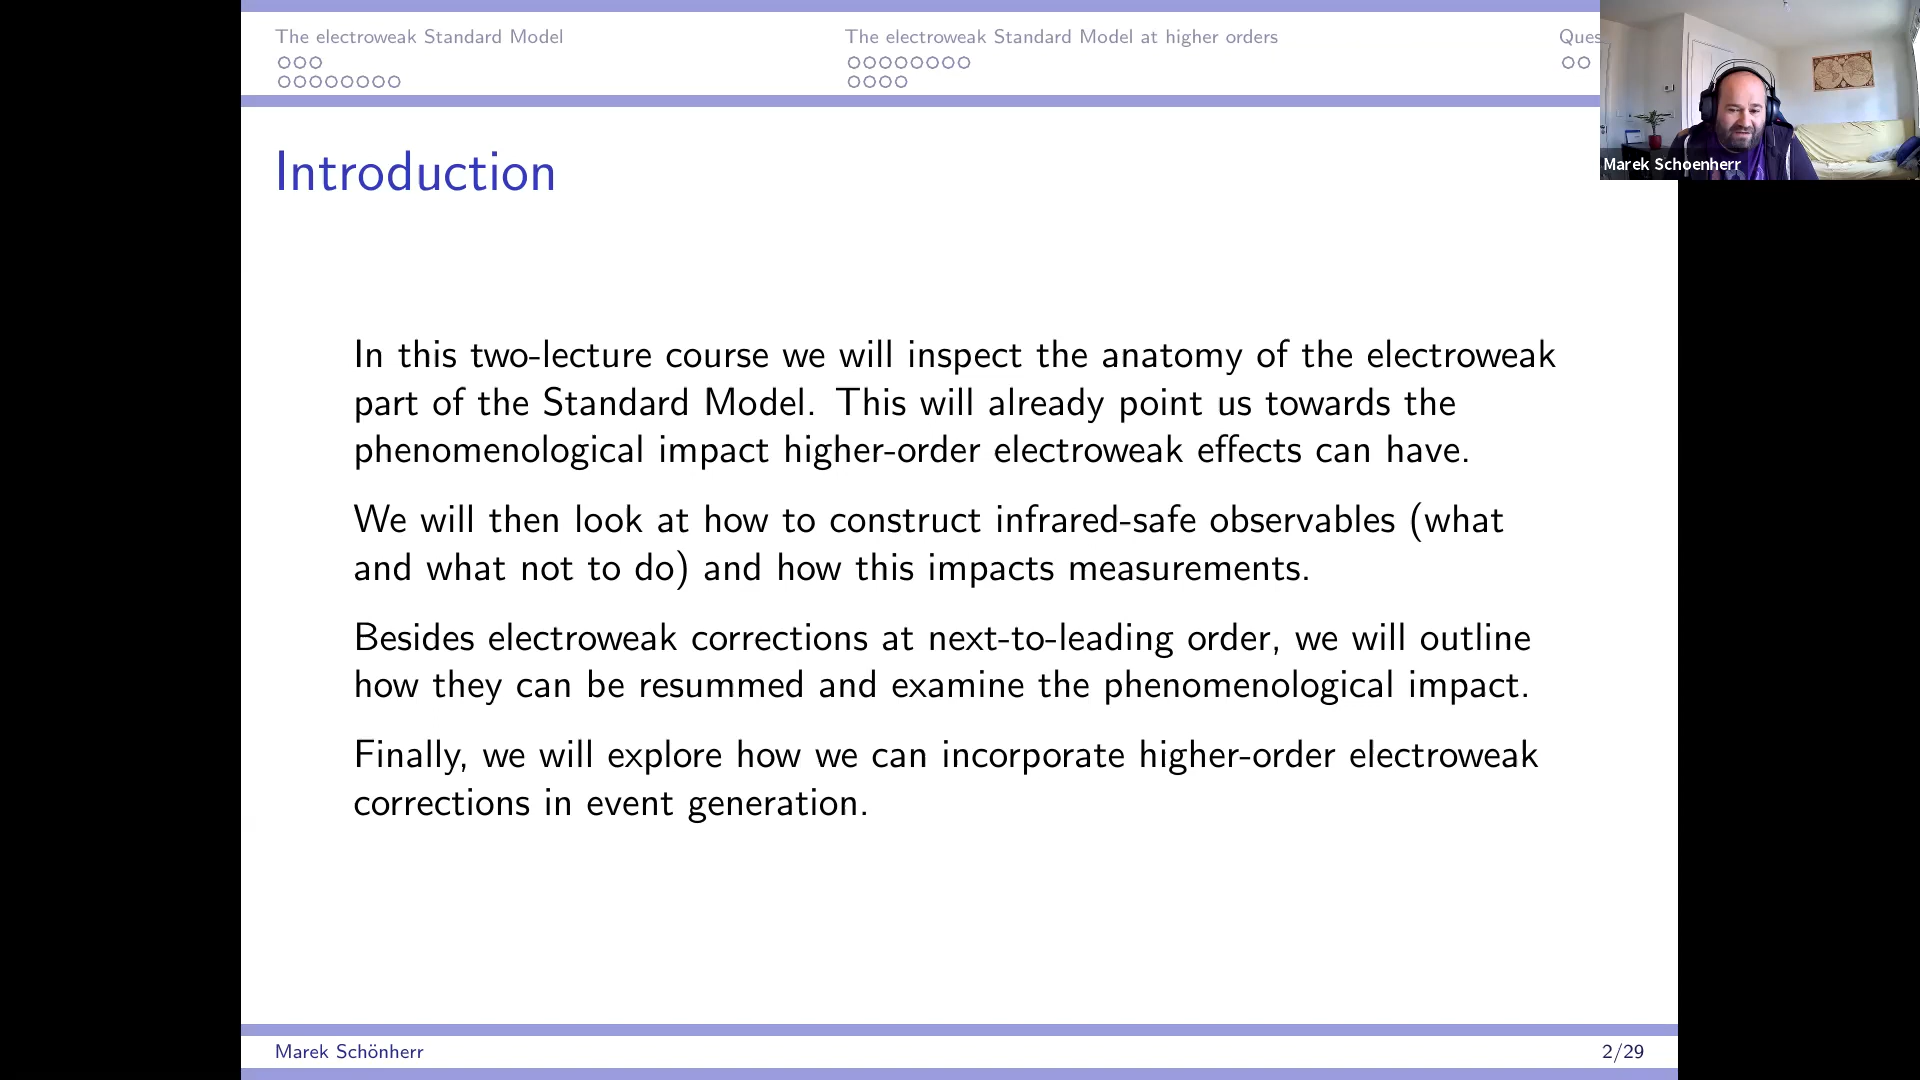 The electroweak Standard Model
The electroweak Standard Model at higher orders
Ques
Marek Schoenherr
Introduction
In this two-lecture course we will inspect the anatomy of the electroweak
part of the Standard Model. This will already point us towards the
phenomenological impact higher-order electroweak effects can have.
We will then look at how to construct infrared-safe observables (what
and what not to do) and how this impacts measurements.
Besides electroweak corrections at next-to-leading order, we will outline
how they can be resummed and examine the phenomenological impact.
Finally, we will explore how we can incorporate higher-order electroweak
corrections in event generation.
Marek Schönherr
2/29